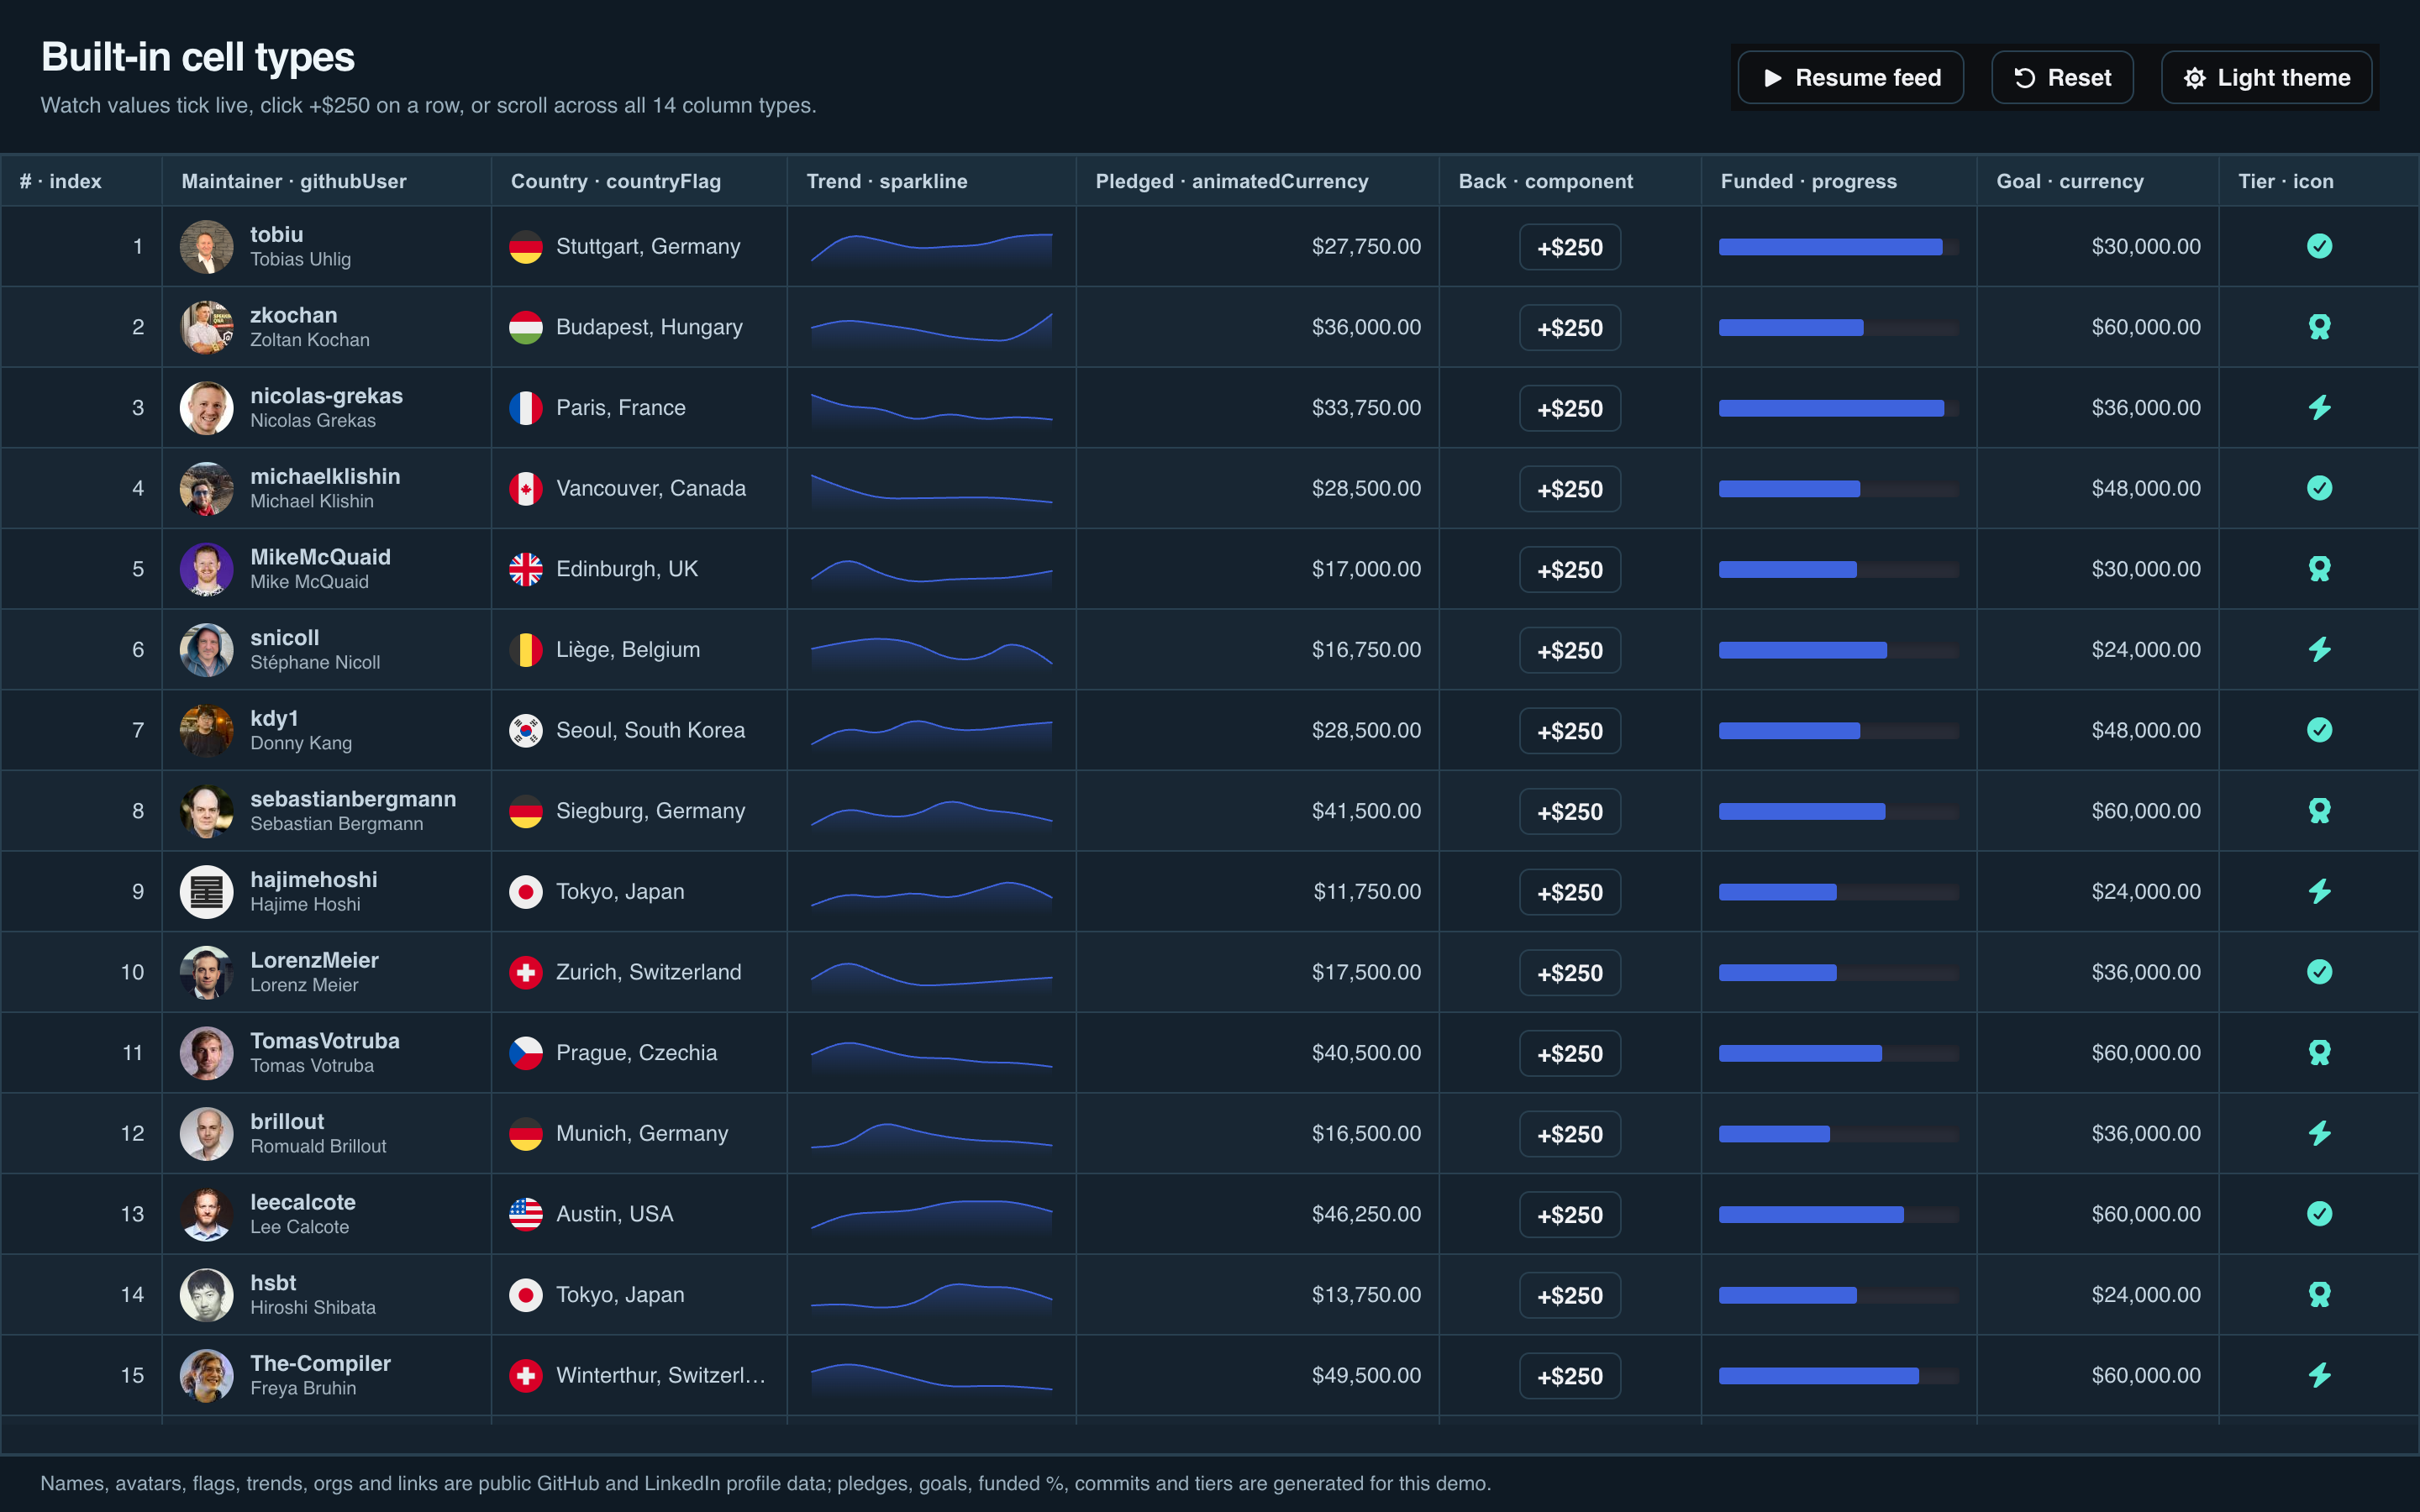 Built-in cell types
Watch values tick live, click +$250 on a row, or scroll across all 14 column types.
Resume feed Reset Light theme
# · index Maintainer · githubUser Country · countryFlag Trend · sparkline Pledged · animatedCurrency Back · component Funded · progress Goal · currency Tier · icon
1 tobiu Stuttgart, Germany $27,750.00 +$250 $30,000.00
Tobias Uhlig
2 zkochan Budapest, Hungary $36,000.00 +$250 $60,000.00
Zoltan Kochan
3 nicolas-grekas Paris, France $33,750.00 +$250 $36,000.00
Nicolas Grekas
4 michaelklishin Vancouver, Canada $28,500.00 +$250 $48,000.00
Michael Klishin
5 MikeMcQuaid Edinburgh, UK $17,000.00 +$250 $30,000.00
Mike McQuaid
6 snicoll Liège, Belgium $16,750.00 +$250 $24,000.00
Stéphane Nicoll
7 kdy1 Seoul, South Korea $28,500.00 +$250 $48,000.00
Donny Kang
8 sebastianbergmann Siegburg, Germany $41,500.00 +$250 $60,000.00
Sebastian Bergmann
9 hajimehoshi Tokyo, Japan $11,750.00 +$250 $24,000.00
Hajime Hoshi
10 LorenzMeier Zurich, Switzerland $17,500.00 +$250 $36,000.00
Lorenz Meier
11 TomasVotruba Prague, Czechia $40,500.00 +$250 $60,000.00
Tomas Votruba
12 brillout Munich, Germany $16,500.00 +$250 $36,000.00
Romuald Brillout
13 leecalcote Austin, USA $46,250.00 +$250 $60,000.00
Lee Calcote
14 hsbt Tokyo, Japan $13,750.00 +$250 $24,000.00
Hiroshi Shibata
15 The-Compiler Winterthur, Switzerl… $49,500.00 +$250 $60,000.00
Freya Bruhin
Names, avatars, flags, trends, orgs and links are public GitHub and LinkedIn profile data; pledges, goals, funded %, commits and tiers are generated for this demo.